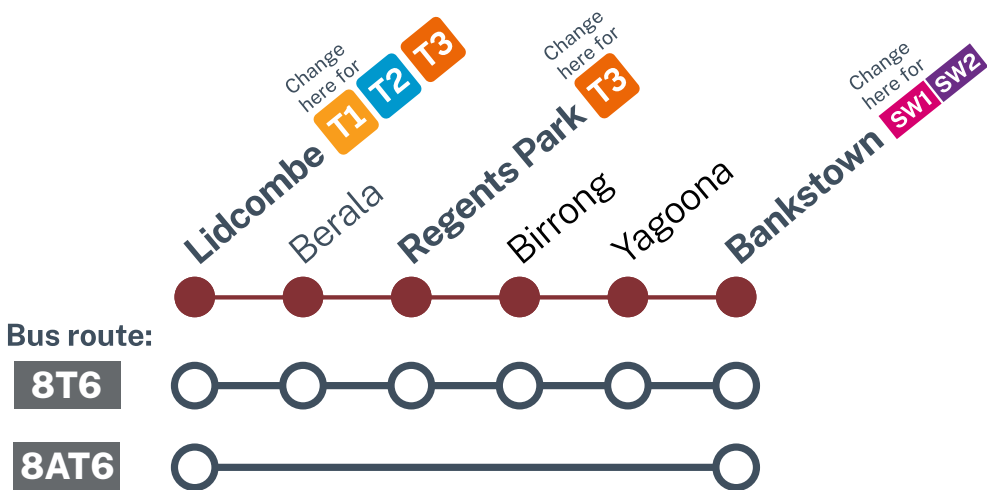 Change
here for
T1 T2 T3
Lidcombe
Berala
Change
here for
T3
Regents Park
Birrong
Yagoona
Change
here for
SW1 SW2
Bankstown
Bus route:
8T6
8AT6